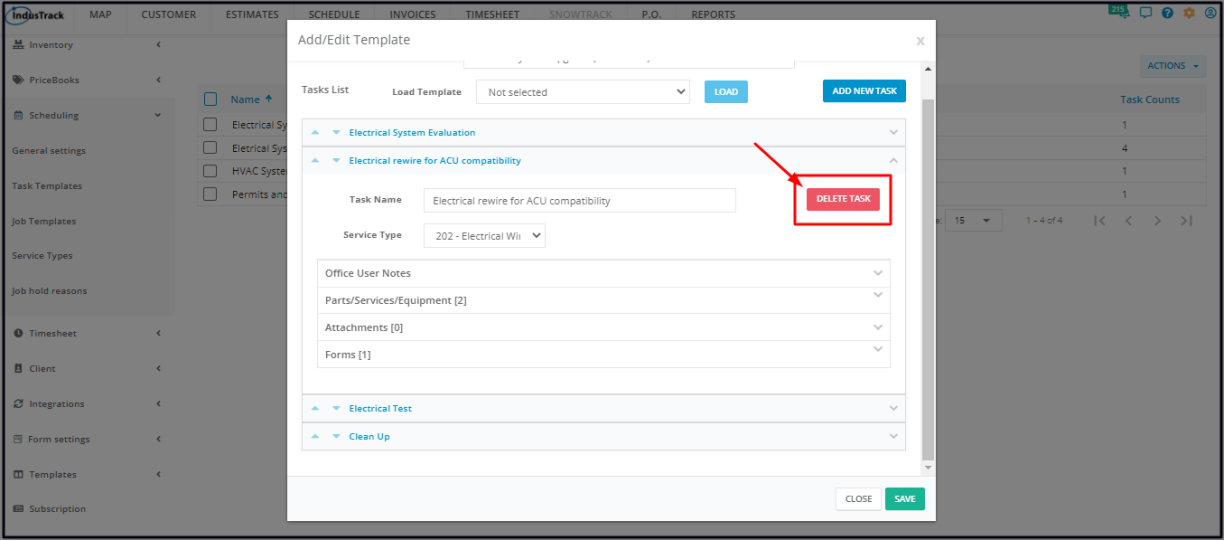 IndusTrack MAP CUSTOMER ESTIMATES SCHEDULE INVOICES TIMESHEET SNOWTRACK P.O. REPORTS 215
Inventory
PriceBooks
Scheduling
General settings
Task Templates
Job Templates
Service Types
Job hold reasons
Timesheet
Client
Integrations
Form settings
Templates
Subscription
ACTIONS
Name Task Counts
Electrical Sy 1
Eletrical Sys 4
HVAC Syste 1
Permits and 1
15 1 – 4 of 4
Add/Edit Template x
Tasks List Load Template Not selected LOAD ADD NEW TASK
Electrical System Evaluation
Electrical rewire for ACU compatibility
Task Name Electrical rewire for ACU compatibility DELETE TASK
Service Type 202 - Electrical Wi
Office User Notes
Parts/Services/Equipment [2]
Attachments [0]
Forms [1]
Electrical Test
Clean Up
CLOSE SAVE